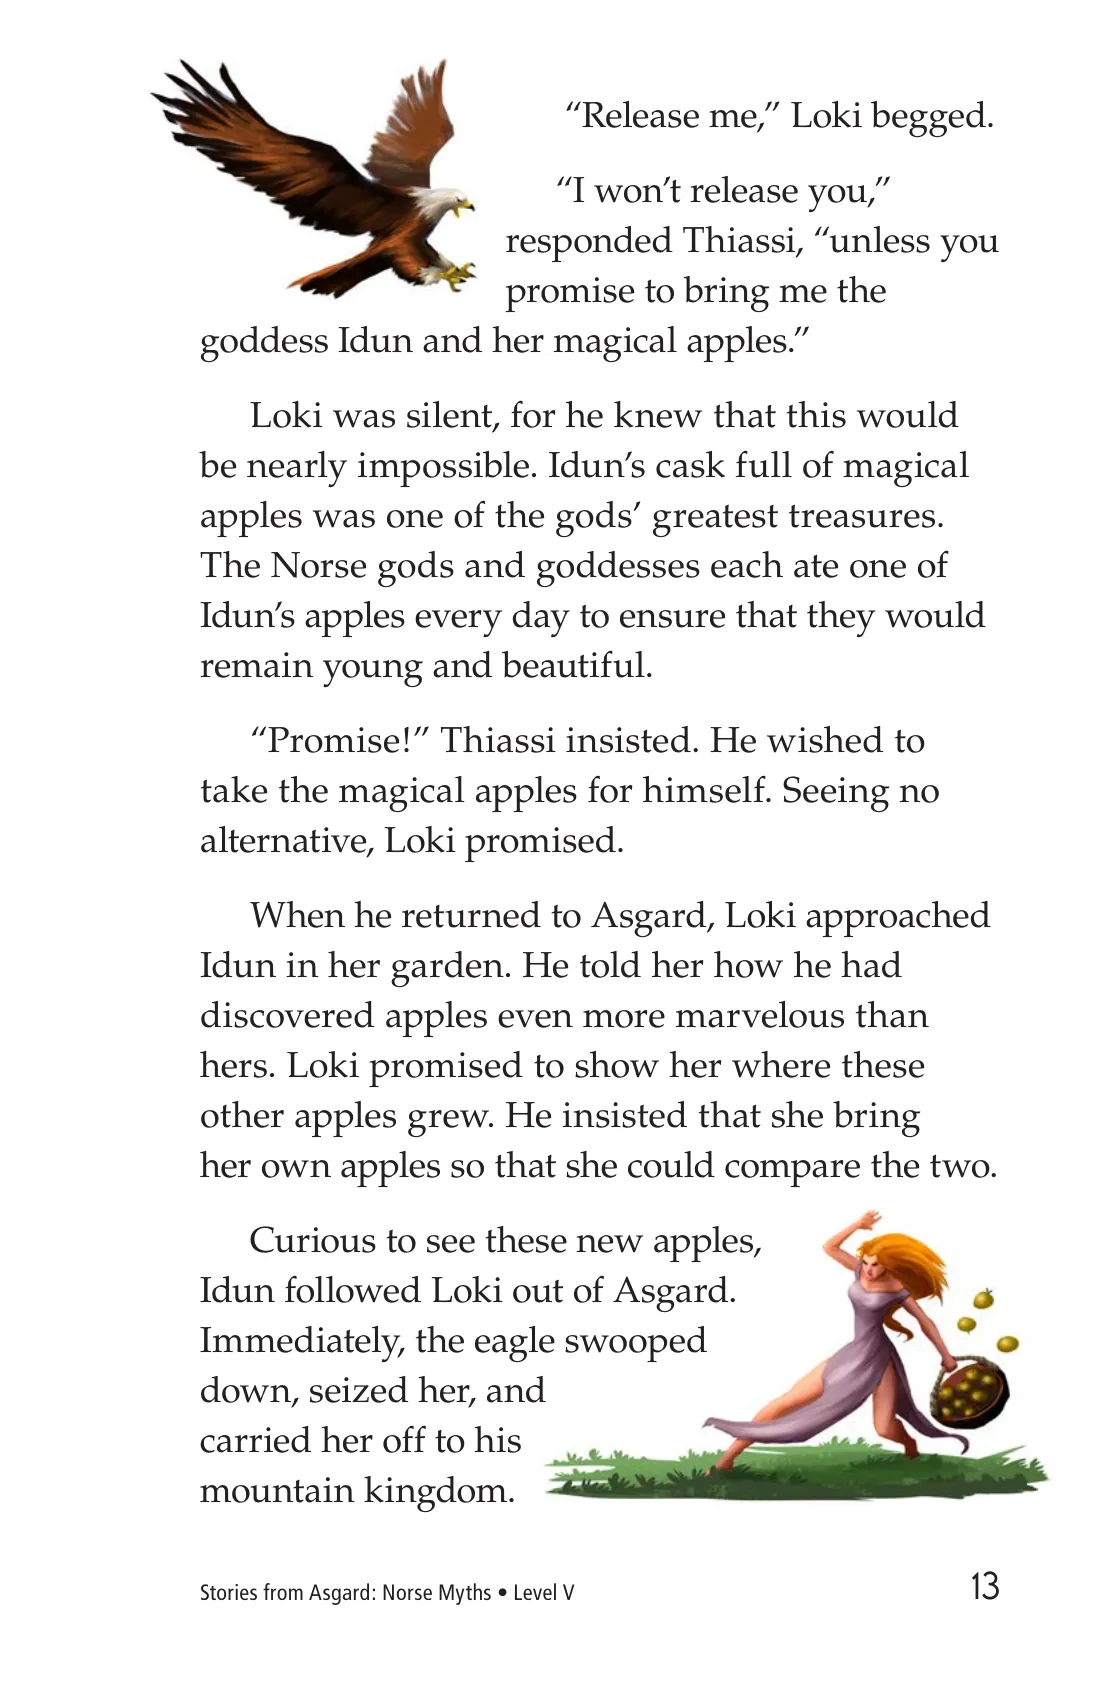 “Release me,” Loki begged.
“I won’t release you,”
responded Thiassi, “unless you
promise to bring me the
goddess Idun and her magical apples.”
Loki was silent, for he knew that this would
be nearly impossible. Idun’s cask full of magical
apples was one of the gods’ greatest treasures.
The Norse gods and goddesses each ate one of
Idun’s apples every day to ensure that they would
remain young and beautiful.
“Promise!” Thiassi insisted. He wished to
take the magical apples for himself. Seeing no
alternative, Loki promised.
When he returned to Asgard, Loki approached
Idun in her garden. He told her how he had
discovered apples even more marvelous than
hers. Loki promised to show her where these
other apples grew. He insisted that she bring
her own apples so that she could compare the two.
Curious to see these new apples,
Idun followed Loki out of Asgard.
Immediately, the eagle swooped
down, seized her, and
carried her off to his
mountain kingdom.
Stories from Asgard: Norse Myths • Level V
13